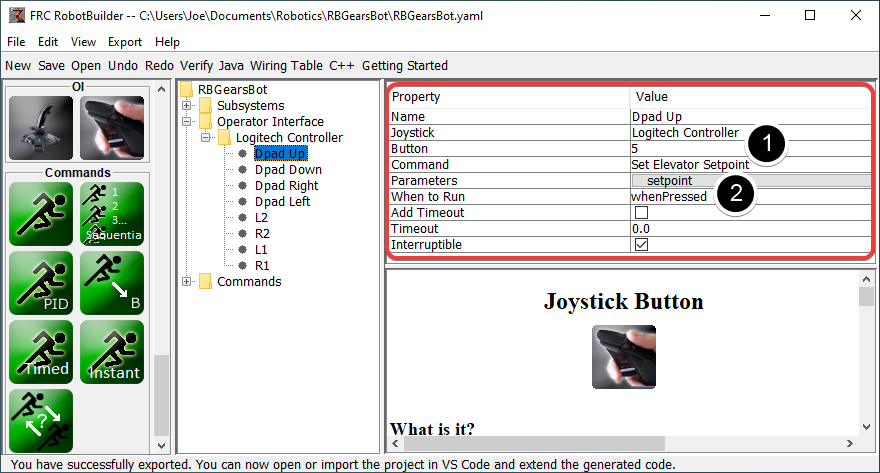 FRC RobotBuilder -- C:\Users\Joe\Documents\Robotics\RBGearsBot\RBGearsBot.yaml
File Edit View Export Help
New Save Open Undo Redo Verify Java Wiring Table C++ Getting Started
OI
Commands
1
2
3...
Sequentia
PID
B
Timed
Instant
?
RBGearsBot
Subsystems
Operator Interface
Logitech Controller
Dpad Up
Dpad Down
Dpad Right
Dpad Left
L2
R2
L1
R1
Commands
Property Value
Name Dpad Up
Joystick Logitech Controller
Button 5
1
Command Set Elevator Setpoint
Parameters setpoint
2
When to Run whenPressed
Add Timeout
Timeout 0.0
Interruptible
Joystick Button
What is it?
You have successfully exported. You can now open or import the project in VS Code and extend the generated code.